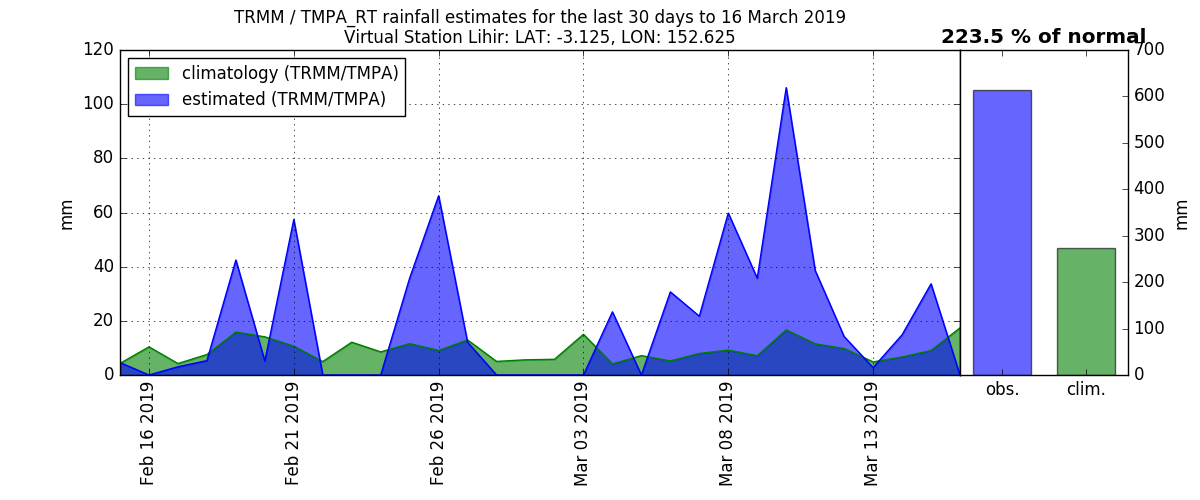 TRMM / TMPA_RT rainfall estimates for the last 30 days to 16 March 2019
Virtual Station Lihir: LAT: -3.125, LON: 152.625
223.5 % of normal
climatology (TRMM/TMPA)
estimated (TRMM/TMPA)
mm
120
100
80
60
40
20
0
Feb 16 2019
Feb 21 2019
Feb 26 2019
Mar 03 2019
Mar 08 2019
Mar 13 2019
obs.
clim.
700
600
500
400
300
200
100
0
mm